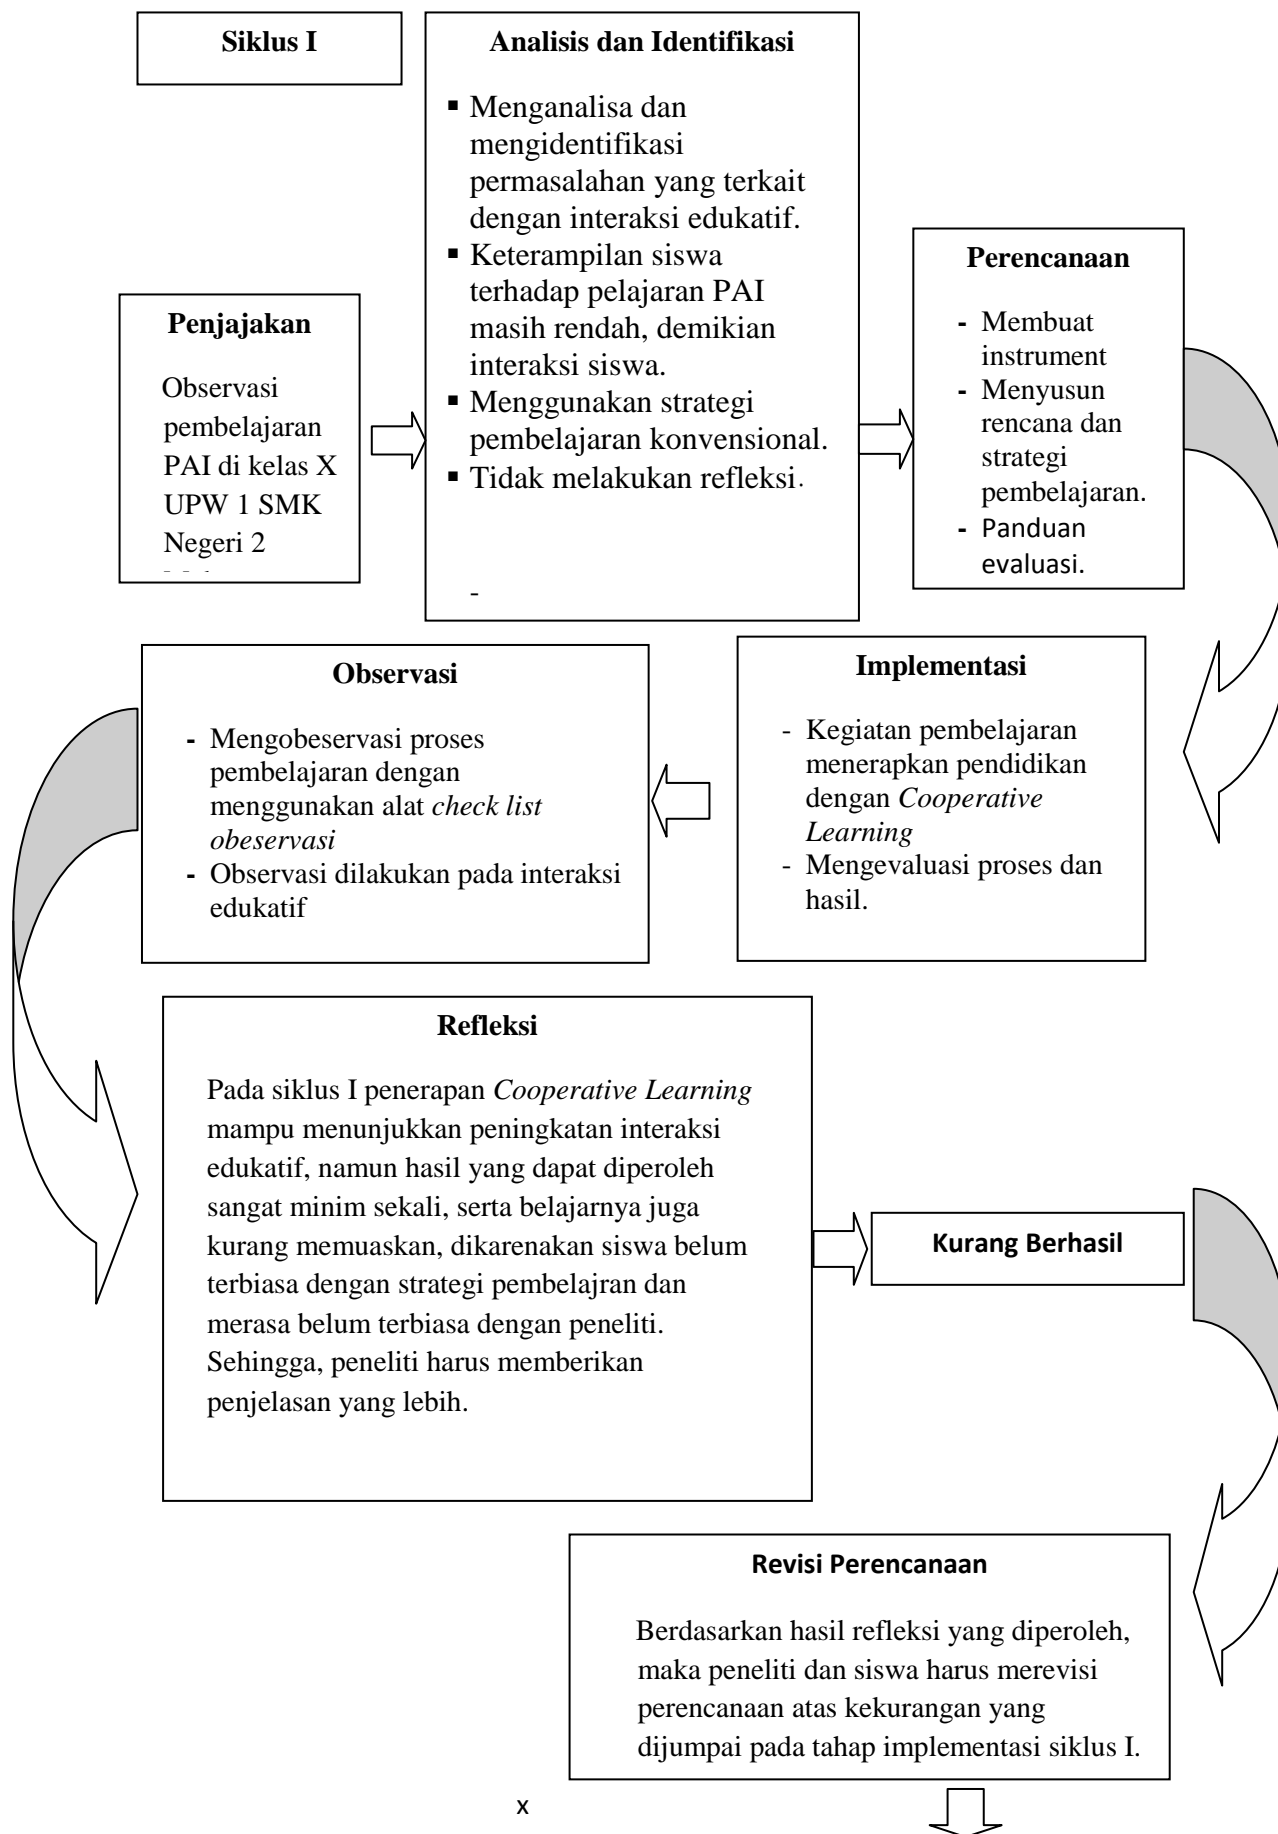 Siklus I
Analisis dan Identifikasi
▪ Menganalisa dan
mengidentifikasi
permasalahan yang terkait
dengan interaksi edukatif.
▪ Keterampilan siswa
terhadap pelajaran PAI
masih rendah, demikian
interaksi siswa.
▪ Menggunakan strategi
pembelajaran konvensional.
▪ Tidak melakukan refleksi.
-
Penjajakan
Observasi
pembelajaran
PAI di kelas X
UPW 1 SMK
Negeri 2
Perencanaan
- Membuat
instrument
- Menyusun
rencana dan
strategi
pembelajaran.
- Panduan
evaluasi.
Implementasi
- Kegiatan pembelajaran
menerapkan pendidikan
dengan Cooperative
Learning
- Mengevaluasi proses dan
hasil.
Observasi
- Mengobeservasi proses
pembelajaran dengan
menggunakan alat check list
obeservasi
- Observasi dilakukan pada interaksi
edukatif
Refleksi
Pada siklus I penerapan Cooperative Learning
mampu menunjukkan peningkatan interaksi
edukatif, namun hasil yang dapat diperoleh
sangat minim sekali, serta belajarnya juga
kurang memuaskan, dikarenakan siswa belum
terbiasa dengan strategi pembelajran dan
merasa belum terbiasa dengan peneliti.
Sehingga, peneliti harus memberikan
penjelasan yang lebih.
Kurang Berhasil
Revisi Perencanaan
Berdasarkan hasil refleksi yang diperoleh,
maka peneliti dan siswa harus merevisi
perencanaan atas kekurangan yang
dijumpai pada tahap implementasi siklus I.
x